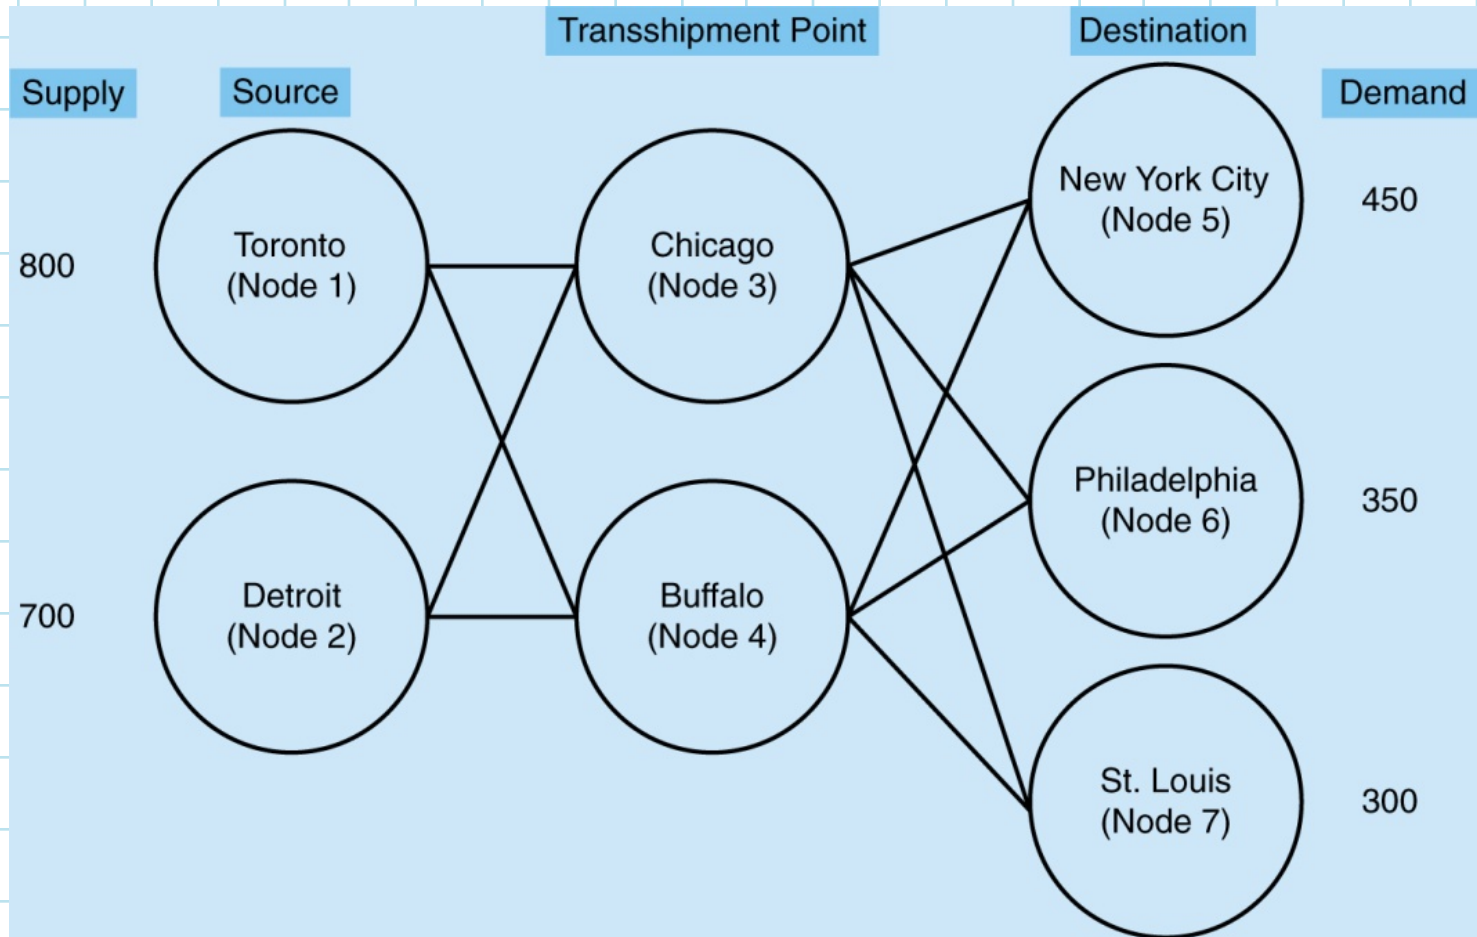 Transshipment Point
Destination
Supply
Source
Demand
Toronto
(Node 1)
Chicago
(Node 3)
New York City
(Node 5)
800
450
Detroit
(Node 2)
Buffalo
(Node 4)
Philadelphia
(Node 6)
700
350
St. Louis
(Node 7)
300